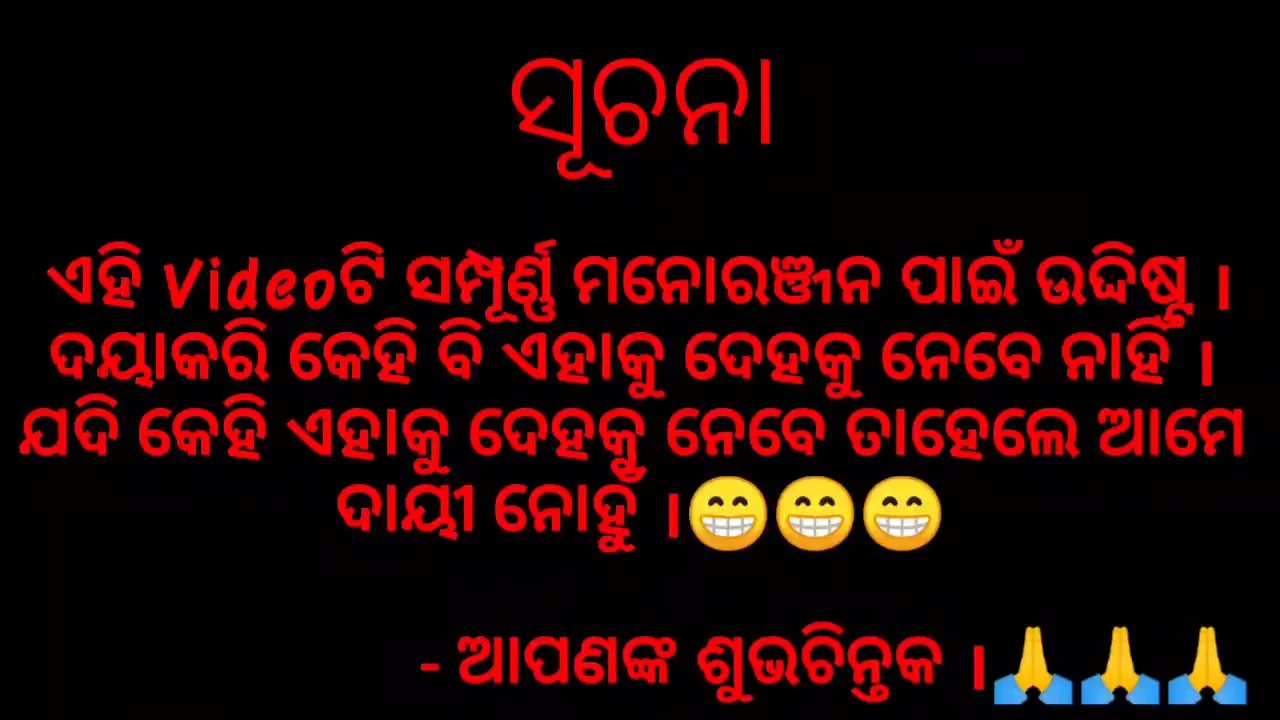 ସୂଚନା
ଏହି Videoଟି ସମ୍ପୂର୍ଣ୍ଣ ମନୋରଞ୍ଜନ ପାଇଁ ଉଦ୍ଦିଷ୍ଟ ।
ଦୟାକରି କେହି ବି ଏହାକୁ ଦେହକୁ ନେବେ ନାହିଁ ।
ଯଦି କେହି ଏହାକୁ ଦେହକୁ ନେବେ ତାହେଲେ ଆମେ
ଦାୟୀ ନୋହୁଁ ।😁😁😁
- ଆପଣଙ୍କ ଶୁଭଚିନ୍ତକ ।🙏🙏🙏